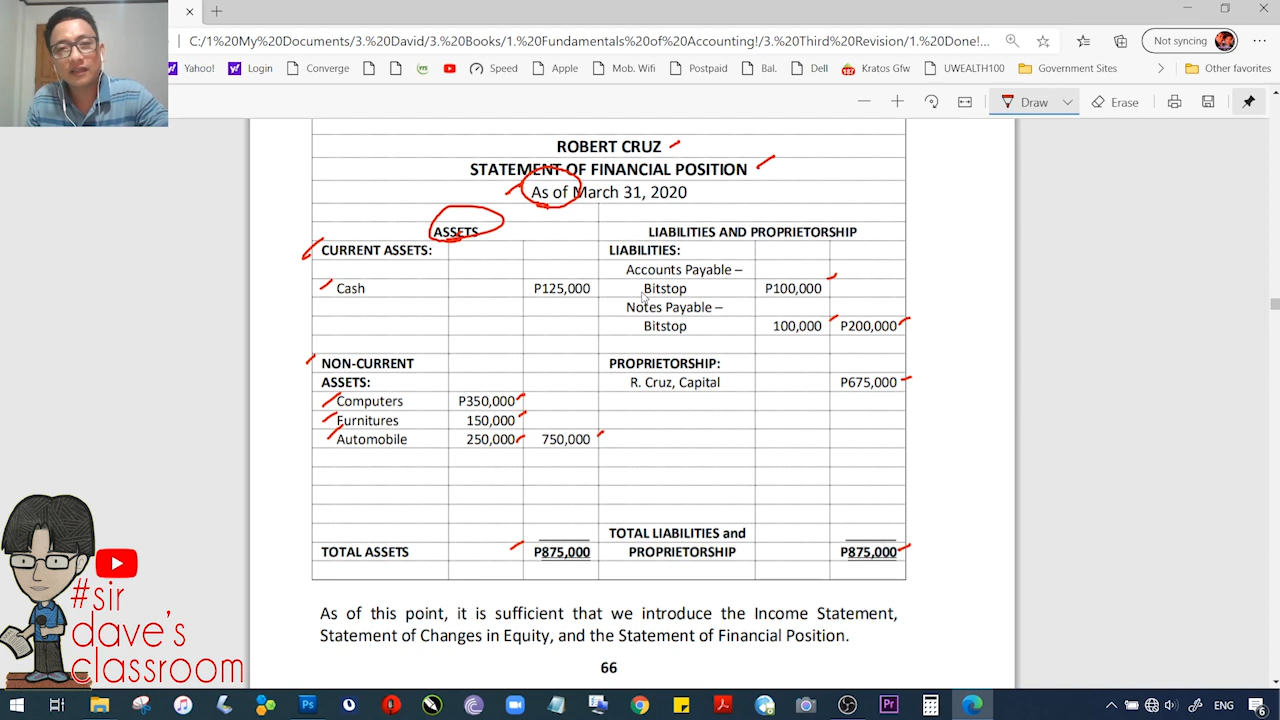 C:/1%20My%20Documents/3.%20David/3.%20Books/1.%20Fundamentals%20of%20Accounting!/3.%20Third%20Revision/1.%20Done!...
Not syncing
Yahoo!
Login
Converge
Speed
Apple
Mob. Wifi
Postpaid
Bal
Dell
Kratos Gfw
UWEALTH100
Government Sites
Other favorites
Draw
Erase
ROBERT CRUZ
STATEMENT OF FINANCIAL POSITION
As of March 31, 2020
ASSETS LIABILITIES AND PROPRIETORSHIP
CURRENT ASSETS: LIABILITIES:
Accounts Payable –
Cash P125,000 Bitstop P100,000
Notes Payable –
Bitstop 100,000 P200,000
NON-CURRENT PROPRIETORSHIP:
ASSETS: R. Cruz, Capital P675,000
Computers P350,000
Furnitures 150,000
Automobile 250,000 750,000
TOTAL LIABILITIES and
TOTAL ASSETS P875,000 PROPRIETORSHIP P875,000
As of this point, it is sufficient that we introduce the Income Statement,
Statement of Changes in Equity, and the Statement of Financial Position.
66
#sir
dave's
classroom
ENG